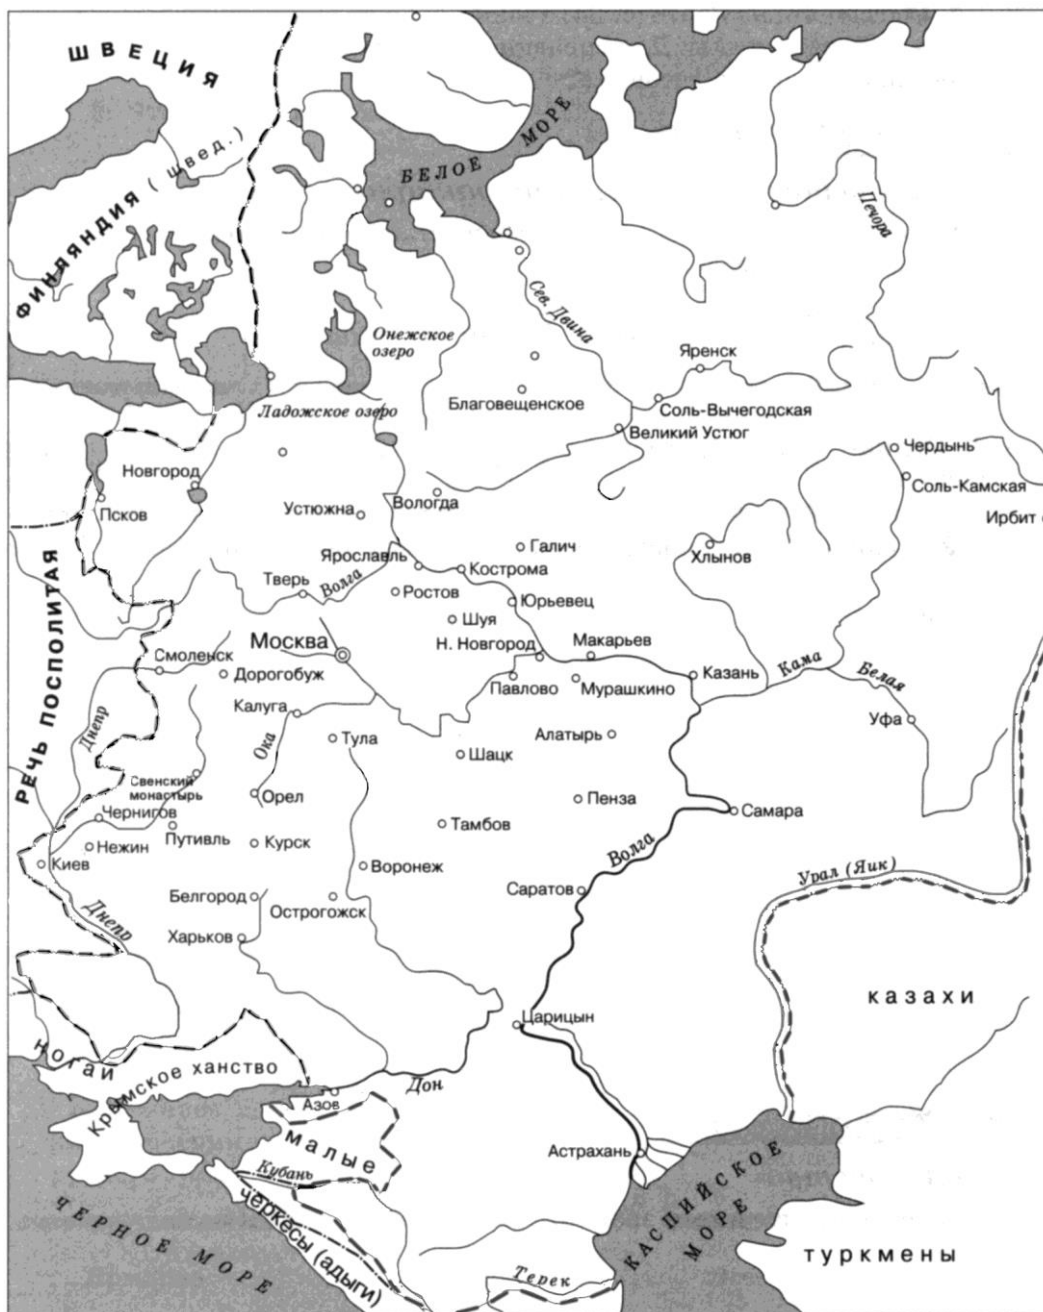 ШВЕЦИЯ
ФИНЛЯНДИЯ (швед.)
БЕЛОЕ МОРЕ
Печора
Сев. Двина
Онежское
озеро
Яренск
Благовещенское
Соль-Вычегодская
Ладожское озеро
Великий Устюг
Чердынь
Новгород
Соль-Камская
Псков
Устюжна
Вологда
Ирбит
РЕЧЬ ПОСПОЛИТАЯ
Ярославль
Галич
Хлынов
Кострома
Тверь
Волга
Ростов
Юрьевец
Шуя
Москва
Н. Новгород
Макарьев
Смоленск
Дорогобуж
Павлово
Мурашкино
Казань
Кама
Белая
Калуга
Уфа
Днепр
Ока
Тула
Шацк
Алатырь
Свенский
монастырь
Орел
Пенза
Самара
Чернигов
Путивль
Тамбов
Нежин
Курск
Киев
Воронеж
Волга
Урал (Яик)
Белгород
Острогожск
Саратов
Днепр
Харьков
казахи
Царицын
ногаи
Крымское ханство
Дон
Азов
малые
Астрахань
Кубань
черкесы (адыги)
КАСПИЙСКОЕ
МОРЕ
ЧЕРНОЕ МОРЕ
Терек
туркмены